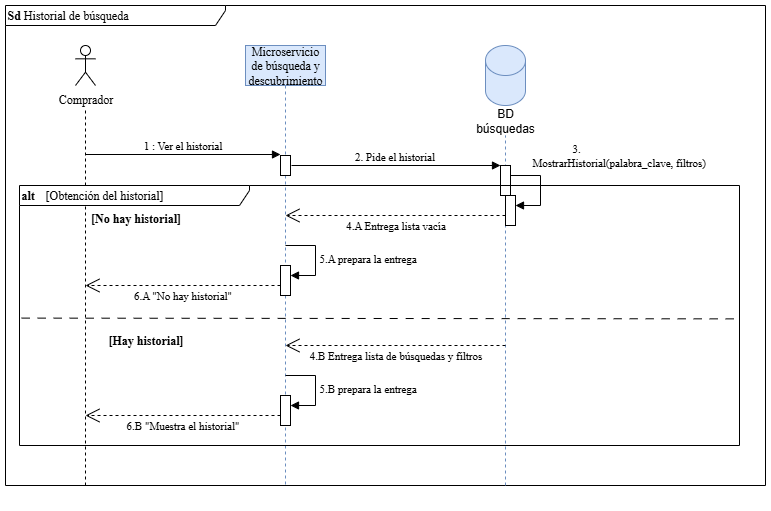 Sd Historial de búsqueda
Comprador
Microservicio
de búsqueda y
descubrimiento
BD
búsquedas
1 : Ver el historial
2. Pide el historial
3.
MostrarHistorial(palabra_clave, filtros)
alt [Obtención del historial]
[No hay historial]
4.A Entrega lista vacía
5.A prepara la entrega
6.A "No hay historial"
[Hay historial]
4.B Entrega lista de búsquedas y filtros
5.B prepara la entrega
6.B "Muestra el historial"